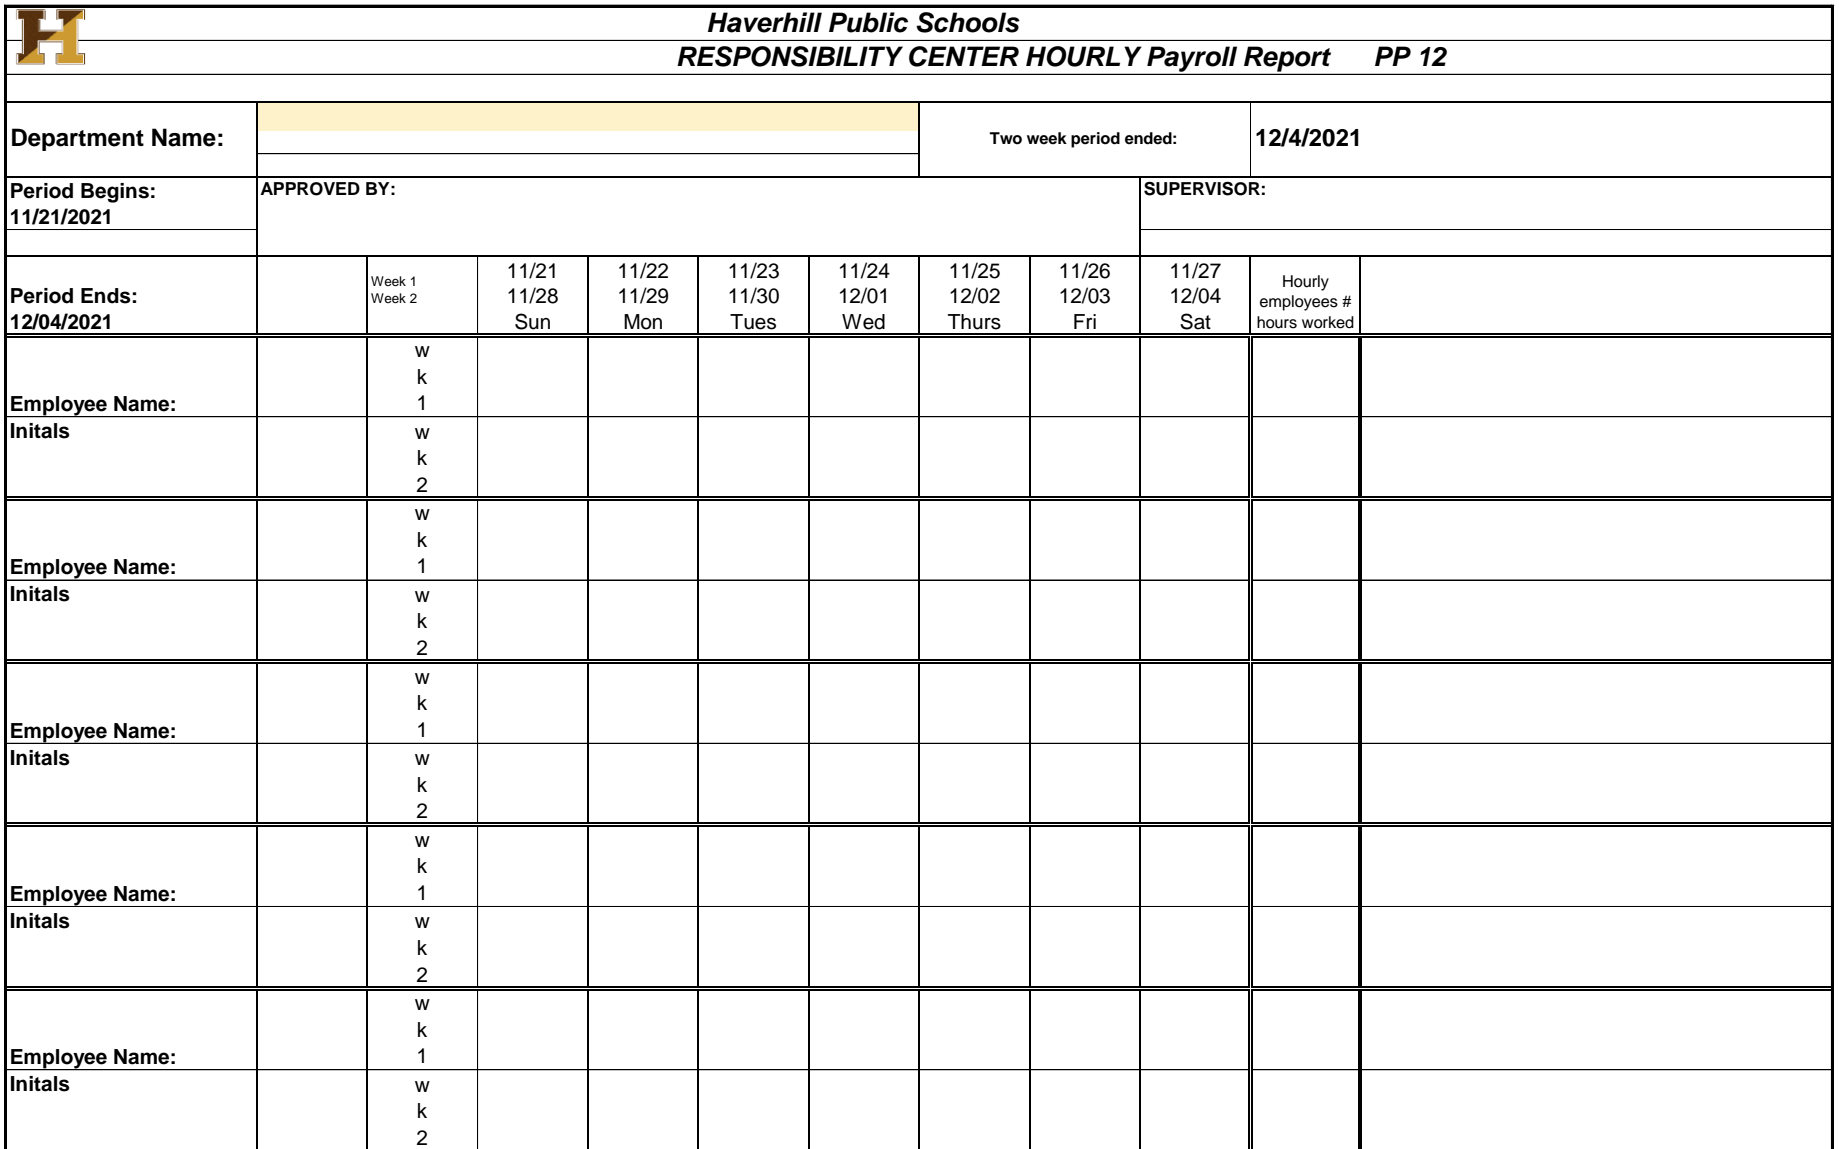 H
Haverhill Public Schools
RESPONSIBILITY CENTER HOURLY Payroll Report PP 12
Department Name:
Two week period ended:
12/4/2021
Period Begins:
11/21/2021
APPROVED BY:
SUPERVISOR:
Period Ends:
12/04/2021
Week 1
Week 2
11/21
11/28
Sun
11/22
11/29
Mon
11/23
11/30
Tues
11/24
12/01
Wed
11/25
12/02
Thurs
11/26
12/03
Fri
11/27
12/04
Sat
Hourly
employees #
hours worked
Employee Name:
w
k
1
Initals
w
k
2
Employee Name:
w
k
1
Initals
w
k
2
Employee Name:
w
k
1
Initals
w
k
2
Employee Name:
w
k
1
Initals
w
k
2
Employee Name:
w
k
1
Initals
w
k
2